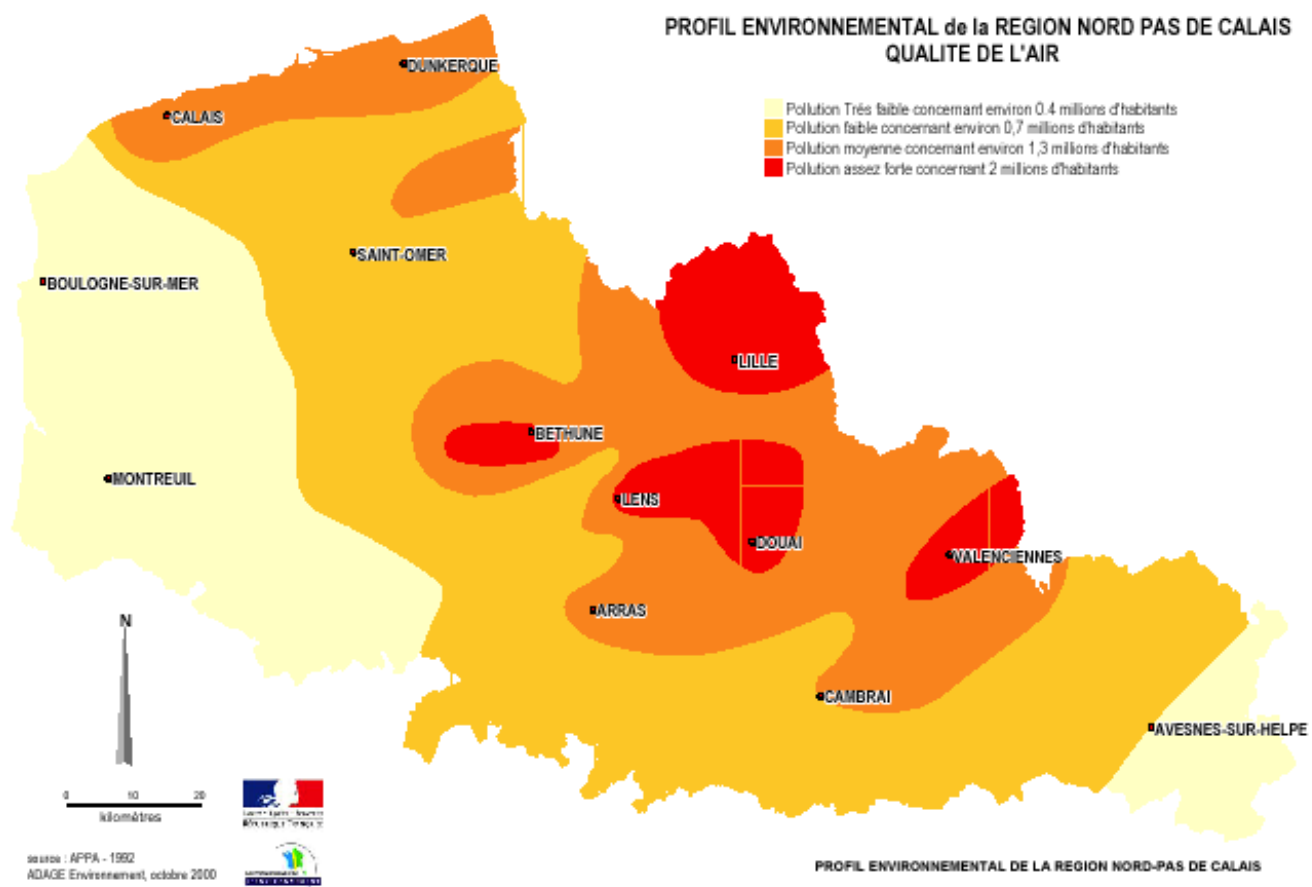 PROFIL ENVIRONNEMENTAL de la REGION NORD PAS DE CALAIS
QUALITE DE L'AIR
Pollution Trés faible concernant environ 0.4 millions d'habitants
Pollution faible concernant environ 0,7 millions d'habitants
Pollution moyenne concernant environ 1,3 millions d'habitants
Pollution assez forte concernant 2 millions d'habitants
DUNKERQUE
CALAIS
SAINT-OMER
BOULOGNE-SUR-MER
LILLE
BETHUNE
MONTREUIL
LENS
DOUAI
VALENCIENNES
ARRAS
N
CAMBRAI
AVESNES-SUR-HELPE
0 10 20
kilomètres
source : APPA - 1992
ADAGE Environnement, octobre 2000
PROFIL ENVIRONNEMENTAL DE LA REGION NORD-PAS DE CALAIS